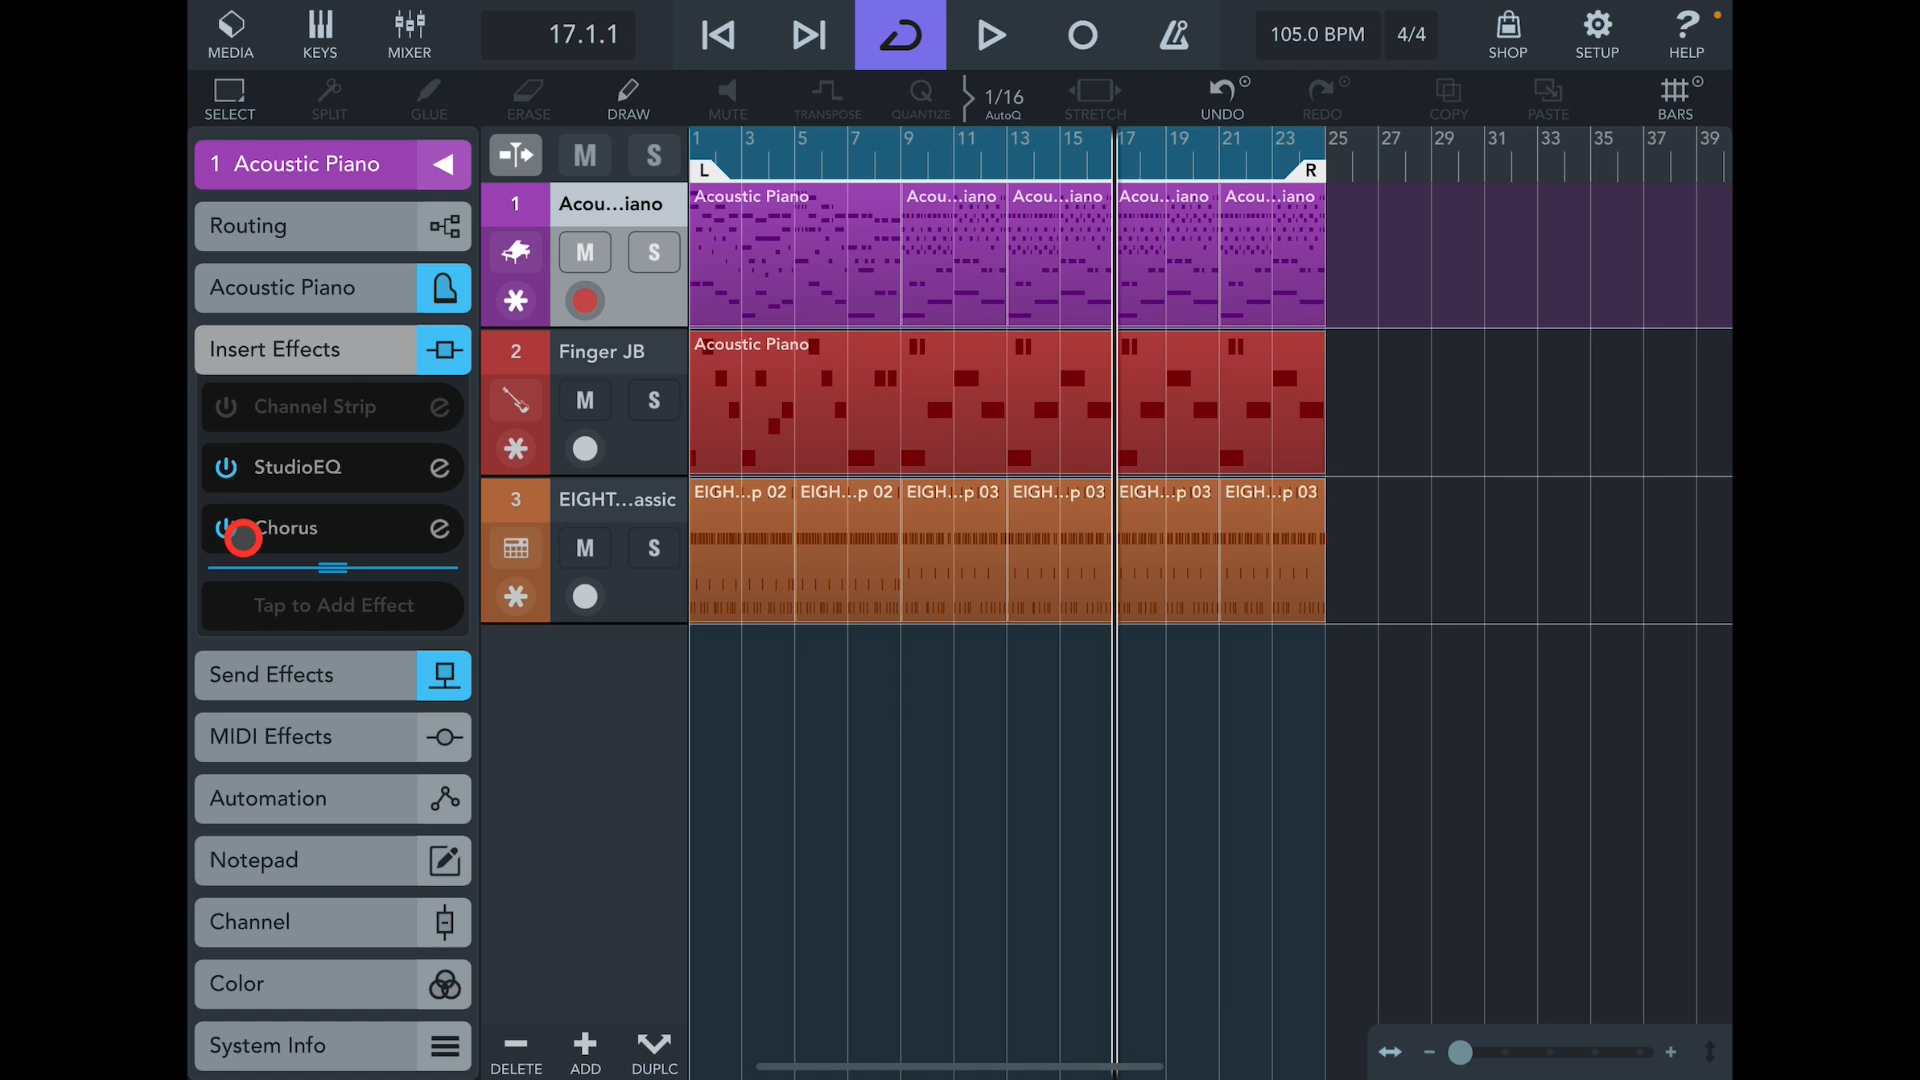 MEDIA
KEYS
MIXER
17.1.1
105.0 BPM
4/4
SHOP
SETUP
HELP
SELECT
SPLIT
GLUE
ERASE
DRAW
MUTE
TRANSPOSE
QUANTIZE
1/16
AutoQ
STRETCH
UNDO
REDO
COPY
PASTE
BARS
1 Acoustic Piano
M S
1 3 5 7 9 11 13 15 17 19 21 23 25 27 29 31 33 35 37 39
L R
Routing
Acoustic Piano
Insert Effects
Channel Strip
StudioEQ
Chorus
Tap to Add Effect
Send Effects
MIDI Effects
Automation
Notepad
Channel
Color
System Info
1 Acou...iano
M S
Acoustic Piano Acou...iano Acou...iano Acou...iano Acou...iano
2 Finger JB
M S
Acoustic Piano
3 EIGHT...assic
M S
EIGH...p 02 EIGH...p 02 EIGH...p 03 EIGH...p 03 EIGH...p 03 EIGH...p 03
DELETE
ADD
DUPLC